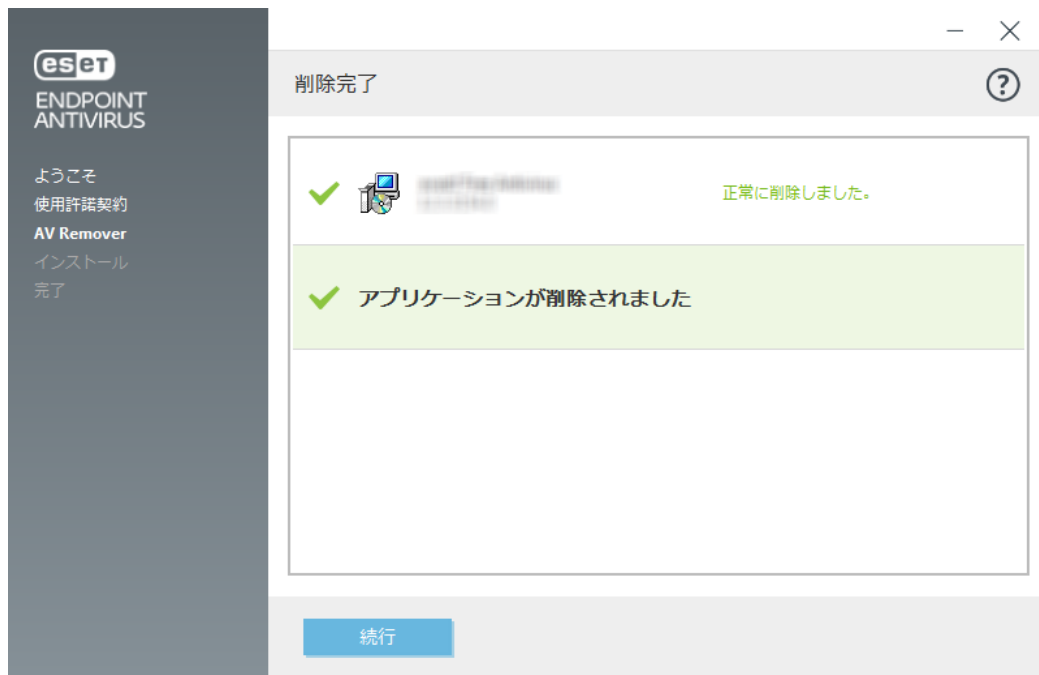 eset
ENDPOINT
ANTIVIRUS
ようこそ
使用許諾契約
AV Remover
インストール
完了
削除完了
?
正常に削除しました。
アプリケーションが削除されました
続行